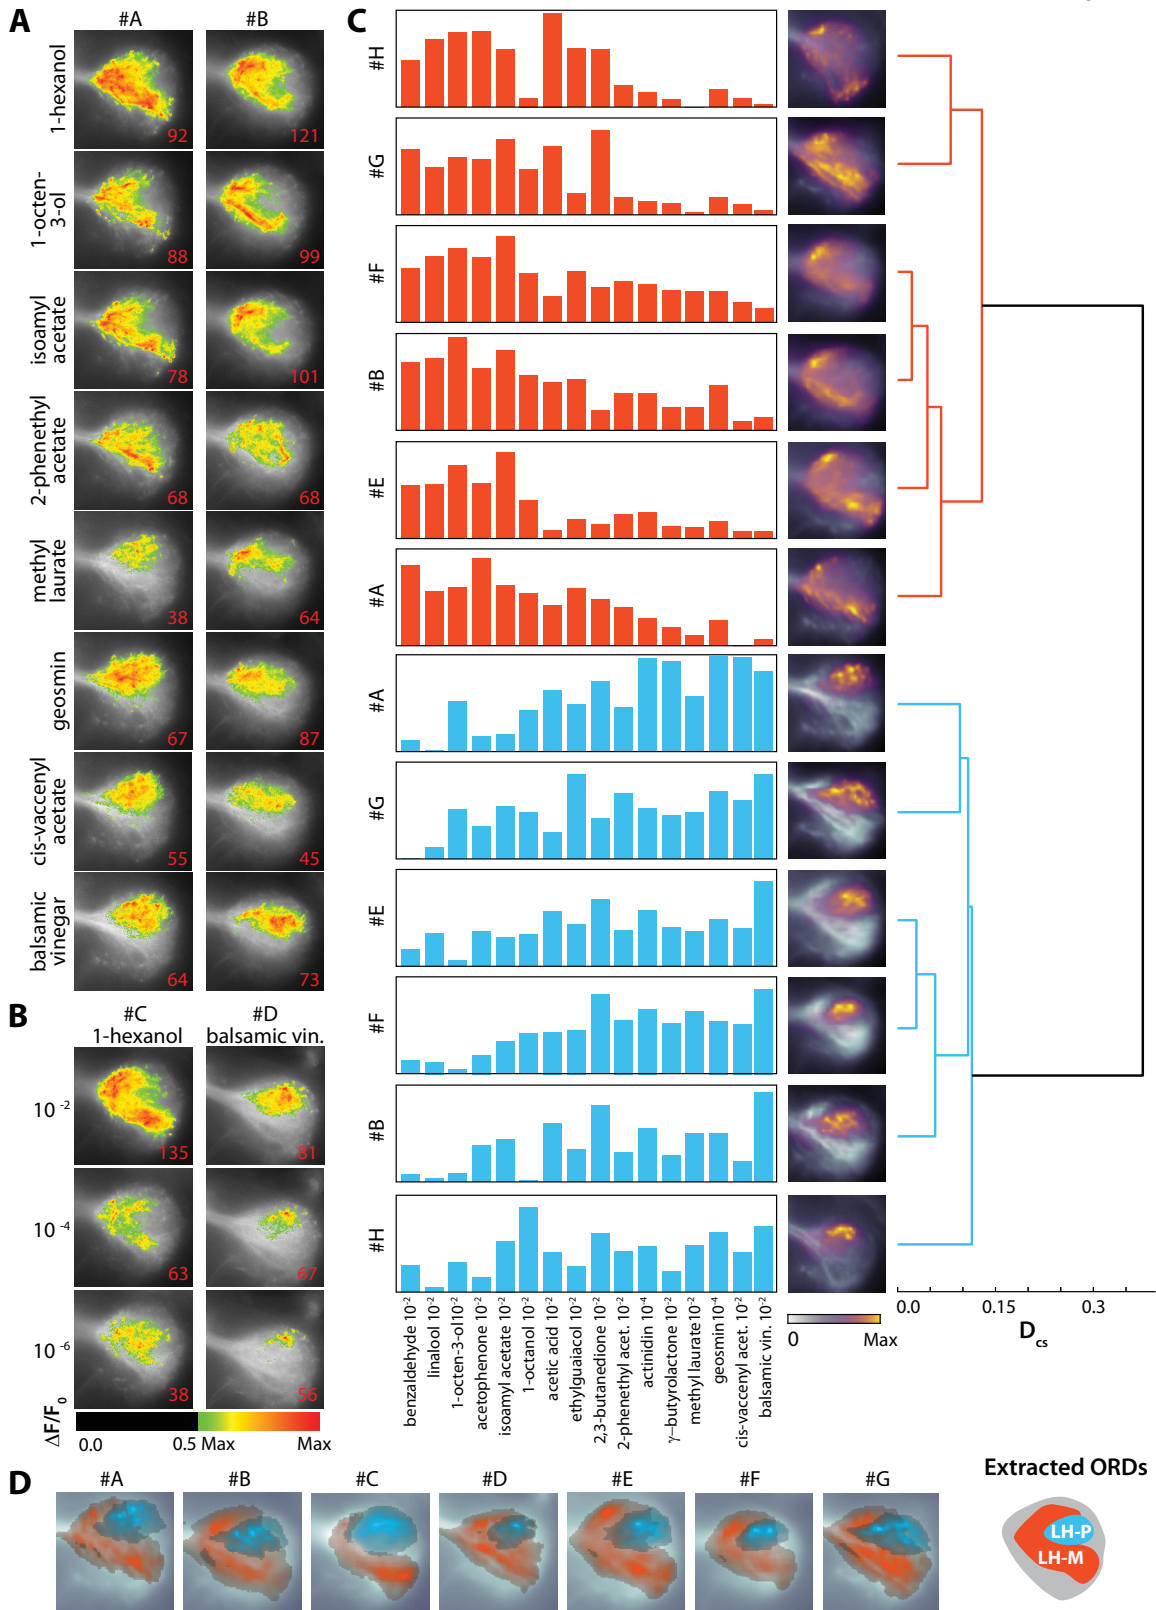 A
#A
#B
1-hexanol
92
121
1-octen-
3-ol
88
99
isoamyl
acetate
78
101
2-phenethyl
acetate
68
68
methyl
laurate
38
64
geosmin
67
87
cis-vaccenyl
acetate
55
45
balsamic
vinegar
64
73
B
#C
1-hexanol
#D
balsamic vin.
10 -2
135
81
10 -4
63
67
10 -6
38
56
ΔF/F0
0.0
0.5 Max
Max
C
#H
#G
#F
#B
#E
#A
#A
#G
#E
#F
#B
#H
benzaldehyde 10-2
linalool 10-2
1-octen-3-ol 10-2
acetophenone 10-2
isoamyl acetate 10-2
1-octanol 10-2
acetic acid 10-2
ethylguaiacol 10-2
2,3-butanedione 10-2
2-phenethyl acet. 10-2
actinidin 10-4
γ-butyrolactone 10-2
methyl laurate 10-2
geosmin 10-4
cis-vaccenyl acet. 10-2
balsamic vin. 10-2
0
Max
0.0
0.15
0.3
Dcs
D
#A
#B
#C
#D
#E
#F
#G
Extracted ORDs
LH-P
LH-M